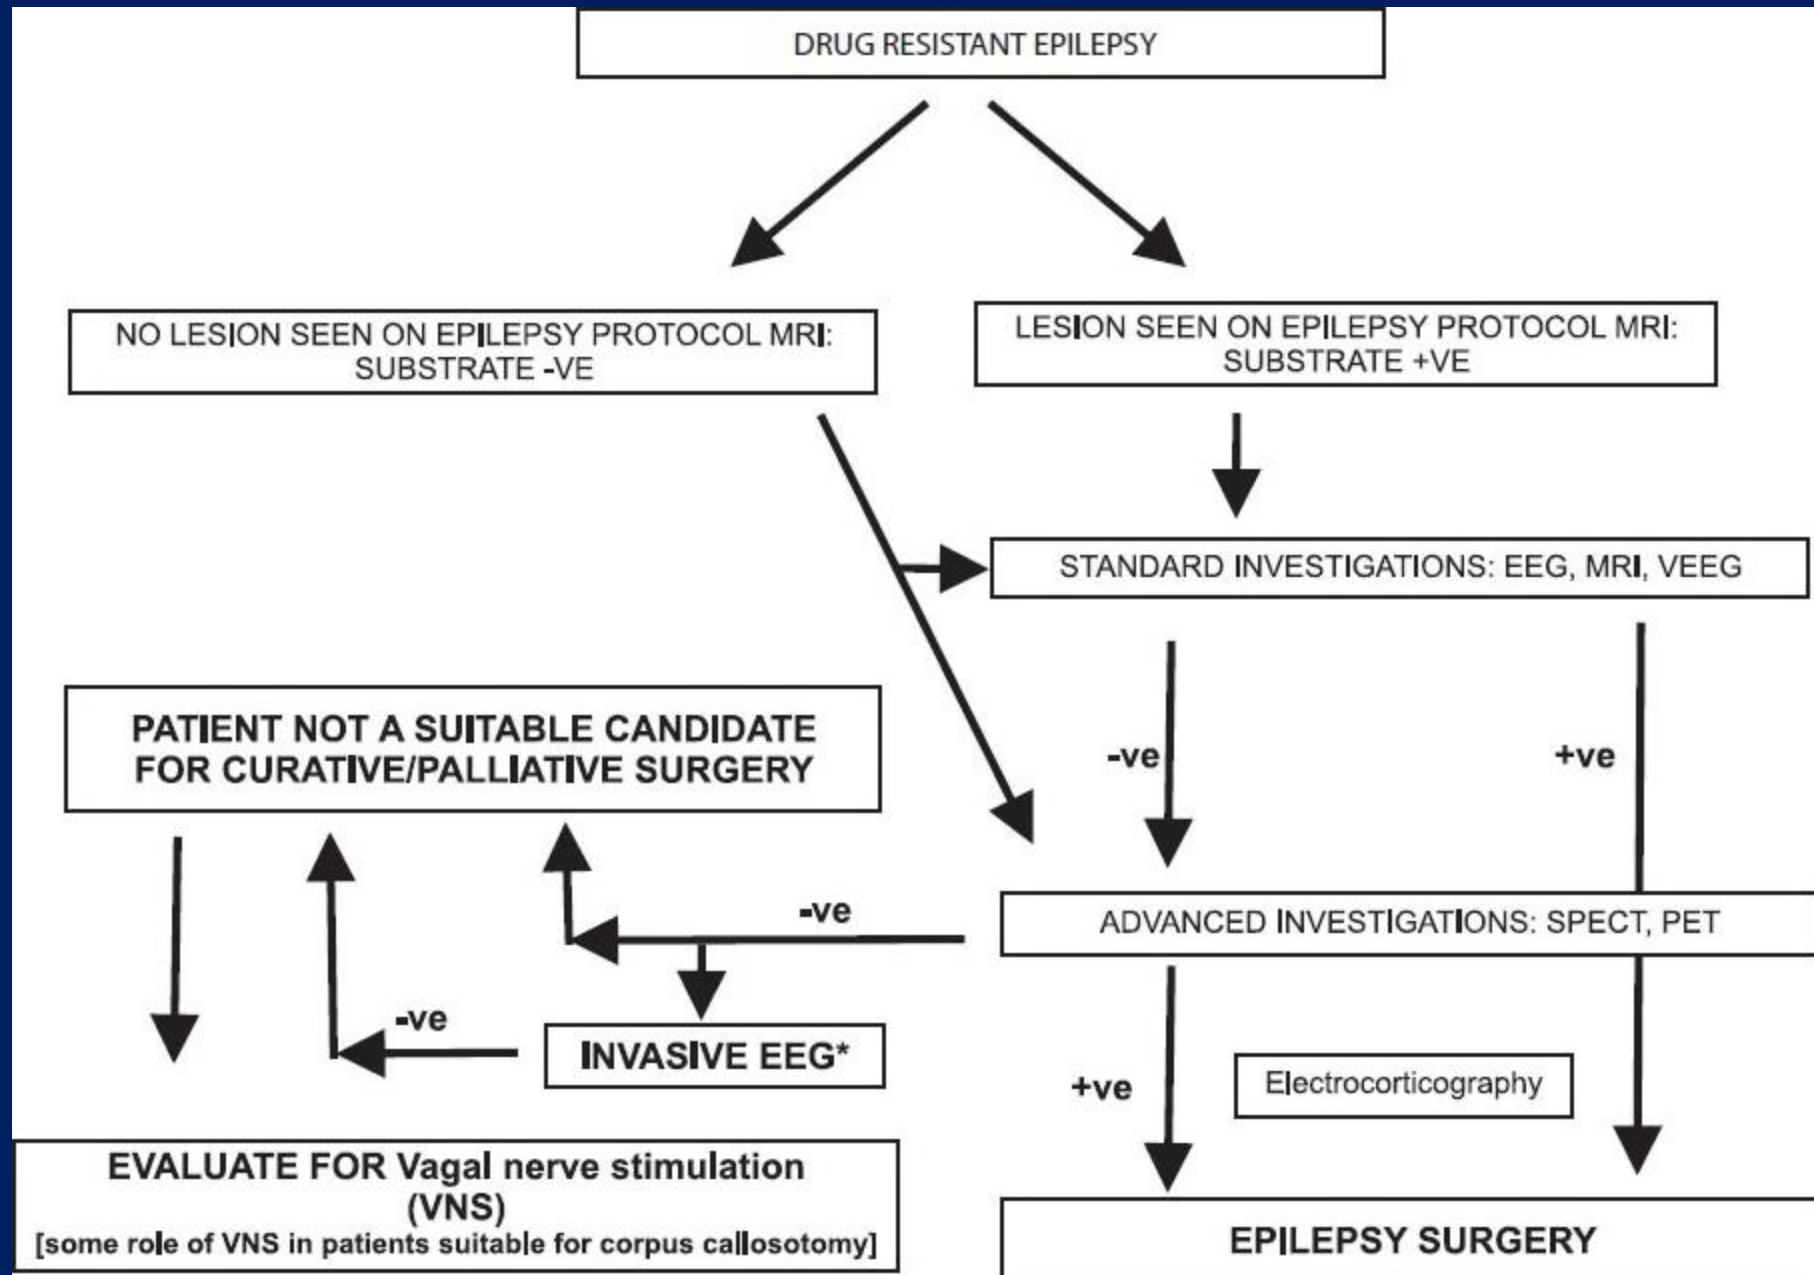 DRUG RESISTANT EPILEPSY
NO LESION SEEN ON EPILEPSY PROTOCOL MRI:
SUBSTRATE -VE
LESION SEEN ON EPILEPSY PROTOCOL MRI:
SUBSTRATE +VE
STANDARD INVESTIGATIONS: EEG, MRI, VEEG
PATIENT NOT A SUITABLE CANDIDATE
FOR CURATIVE/PALLIATIVE SURGERY
-ve
+ve
-ve
ADVANCED INVESTIGATIONS: SPECT, PET
-ve
INVASIVE EEG*
+ve
Electrocorticography
EVALUATE FOR Vagal nerve stimulation
(VNS)
[some role of VNS in patients suitable for corpus callosotomy]
EPILEPSY SURGERY